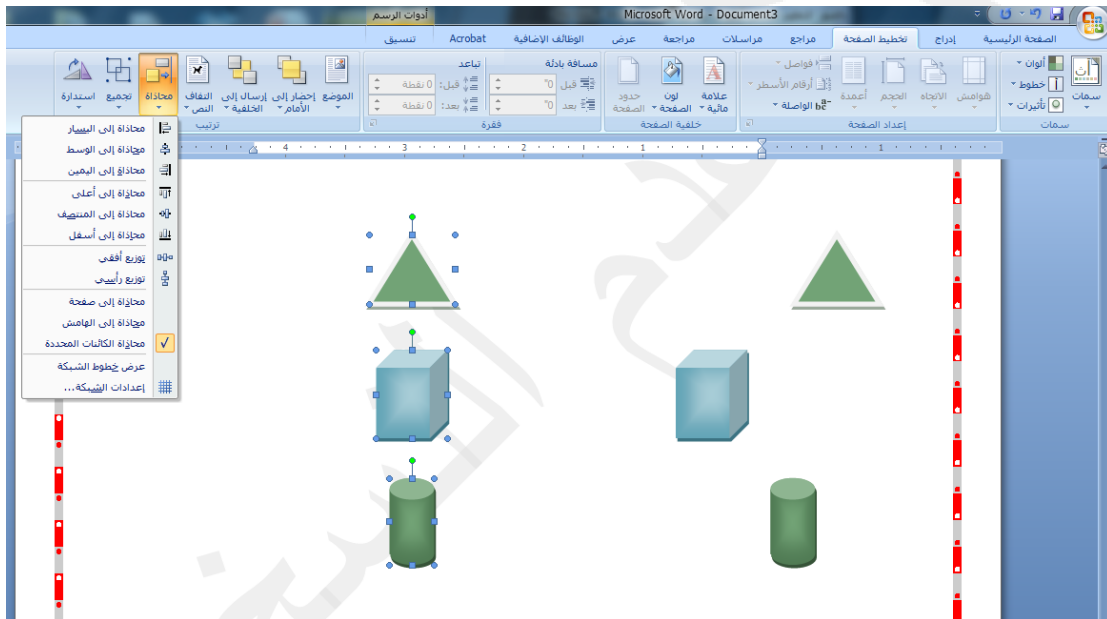 أدوات الرسم
Microsoft Word - Document3
الصفحة الرئيسية
إدراج
تخطيط الصفحة
مراجع
مراسلات
مراجعة
عرض
الوظائف الإضافية
Acrobat
تنسيق
سمات
ألوان
خطوط
تأثيرات
سمات
هوامش
الاتجاه
الحجم
أعمدة
فواصل
أرقام الأسطر
الواصلة
إعداد الصفحة
علامة مائية
لون الصفحة
حدود الصفحة
خلفية الصفحة
مسافة بادئة
قبل 0"
بعد 0"
تباعد
قبل: 0 نقطة
بعد: 0 نقطة
فقرة
الموضع
إحضار إلى الأمام
إرسال إلى الخلفية
التفاف النص
محاذاة
تجميع
استدارة
ترتيب
محاذاة إلى اليسار
محاذاة إلى الوسط
محاذاة إلى اليمين
محاذاة إلى أعلى
محاذاة إلى المنتصف
محاذاة إلى أسفل
توزيع أفقي
توزيع رأسي
محاذاة إلى صفحة
محاذاة إلى الهامش
محاذاة الكائنات المحددة
عرض خطوط الشبكة
إعدادات الشبكة...
1 1 2 3 4